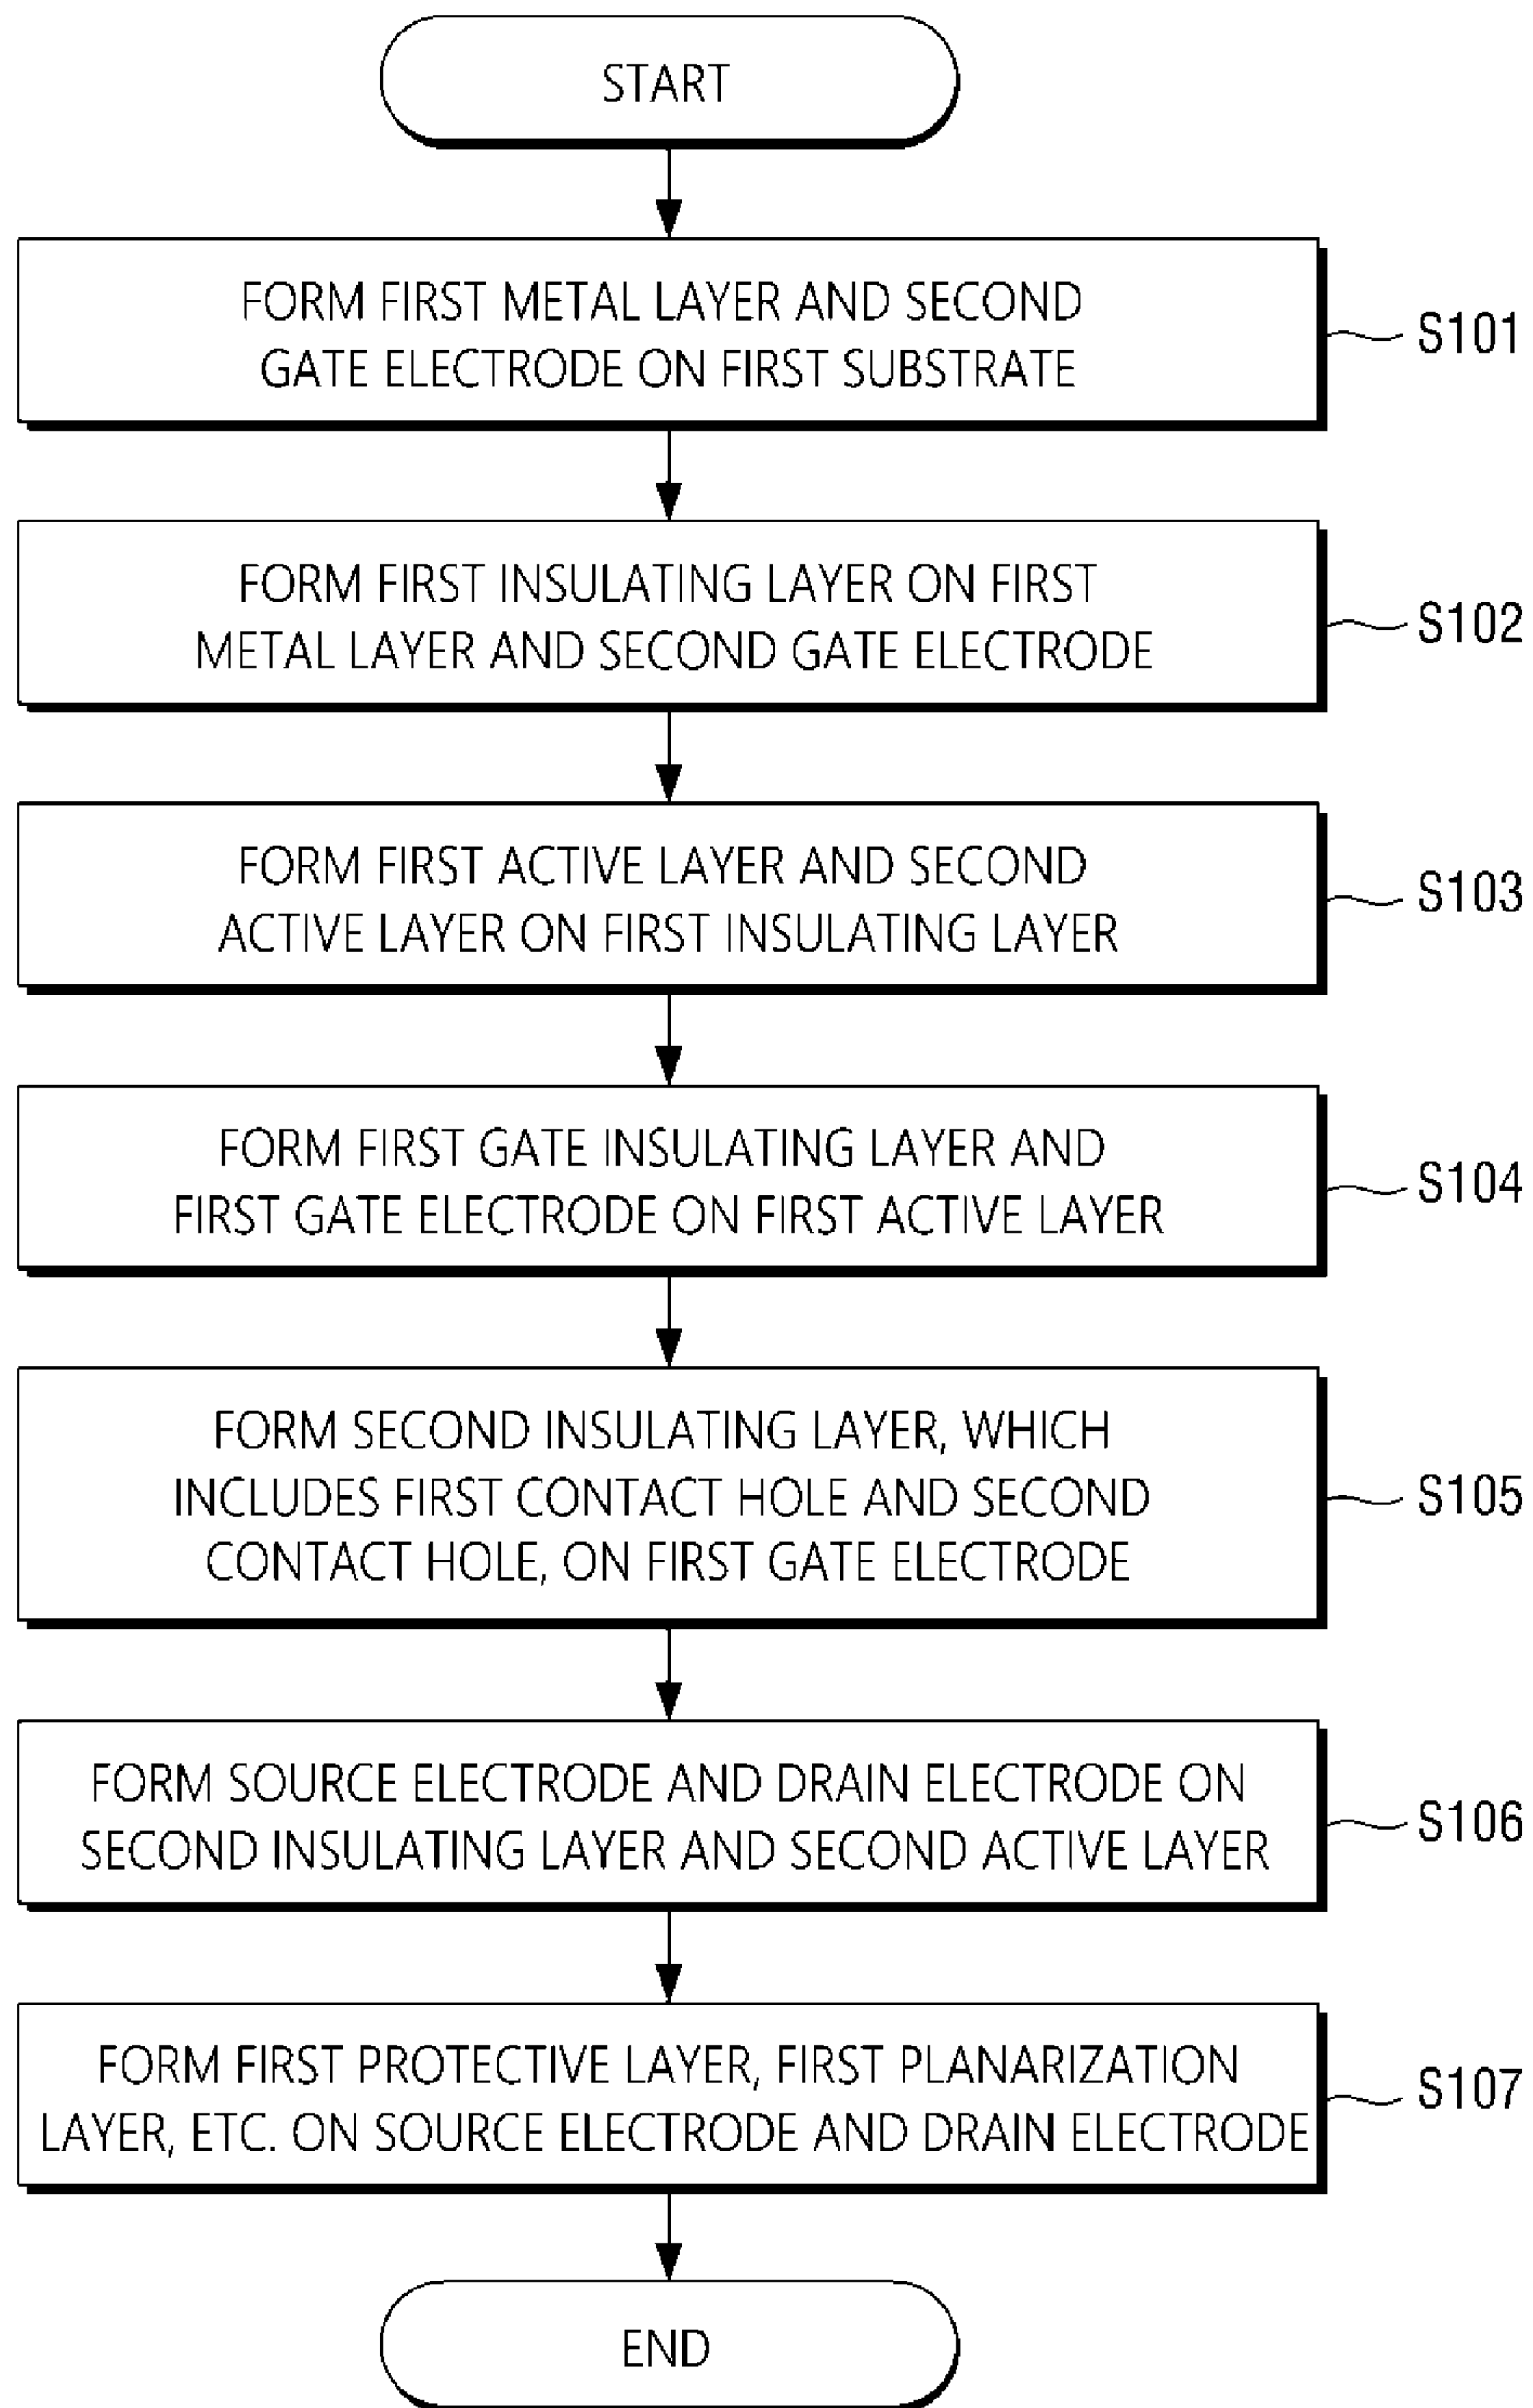 START
FORM FIRST METAL LAYER AND SECOND
GATE ELECTRODE ON FIRST SUBSTRATE
S101
FORM FIRST INSULATING LAYER ON FIRST
METAL LAYER AND SECOND GATE ELECTRODE
S102
FORM FIRST ACTIVE LAYER AND SECOND
ACTIVE LAYER ON FIRST INSULATING LAYER
S103
FORM FIRST GATE INSULATING LAYER AND
FIRST GATE ELECTRODE ON FIRST ACTIVE LAYER
S104
FORM SECOND INSULATING LAYER, WHICH
INCLUDES FIRST CONTACT HOLE AND SECOND
CONTACT HOLE, ON FIRST GATE ELECTRODE
S105
FORM SOURCE ELECTRODE AND DRAIN ELECTRODE ON
SECOND INSULATING LAYER AND SECOND ACTIVE LAYER
S106
FORM FIRST PROTECTIVE LAYER, FIRST PLANARIZATION
LAYER, ETC. ON SOURCE ELECTRODE AND DRAIN ELECTRODE
S107
END